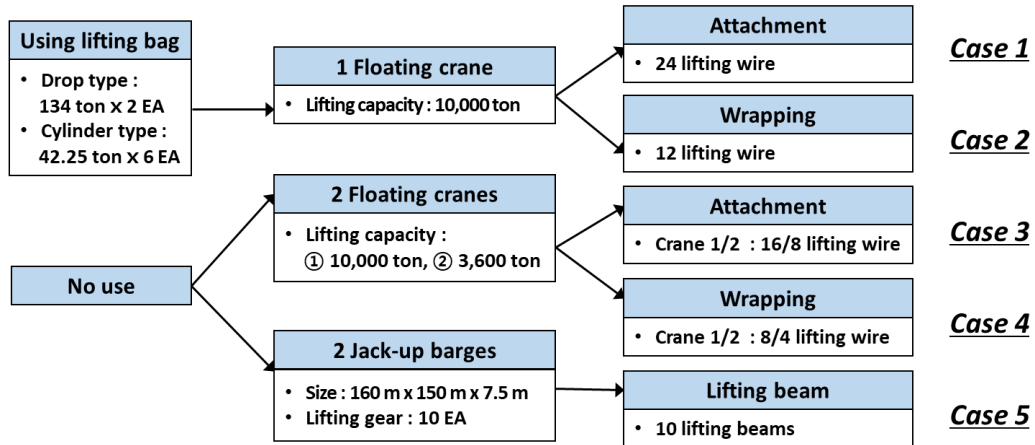 Using lifting bag
• Drop type :
134 ton x 2 EA
• Cylinder type :
42.25 ton x 6 EA
1 Floating crane
• Lifting capacity : 10,000 ton
Attachment
• 24 lifting wire
Case 1
Wrapping
• 12 lifting wire
Case 2
No use
2 Floating cranes
• Lifting capacity :
① 10,000 ton, ② 3,600 ton
Attachment
• Crane 1/2 : 16/8 lifting wire
Case 3
Wrapping
• Crane 1/2 : 8/4 lifting wire
Case 4
2 Jack-up barges
• Size : 160 m x 150 m x 7.5 m
• Lifting gear : 10 EA
Lifting beam
• 10 lifting beams
Case 5